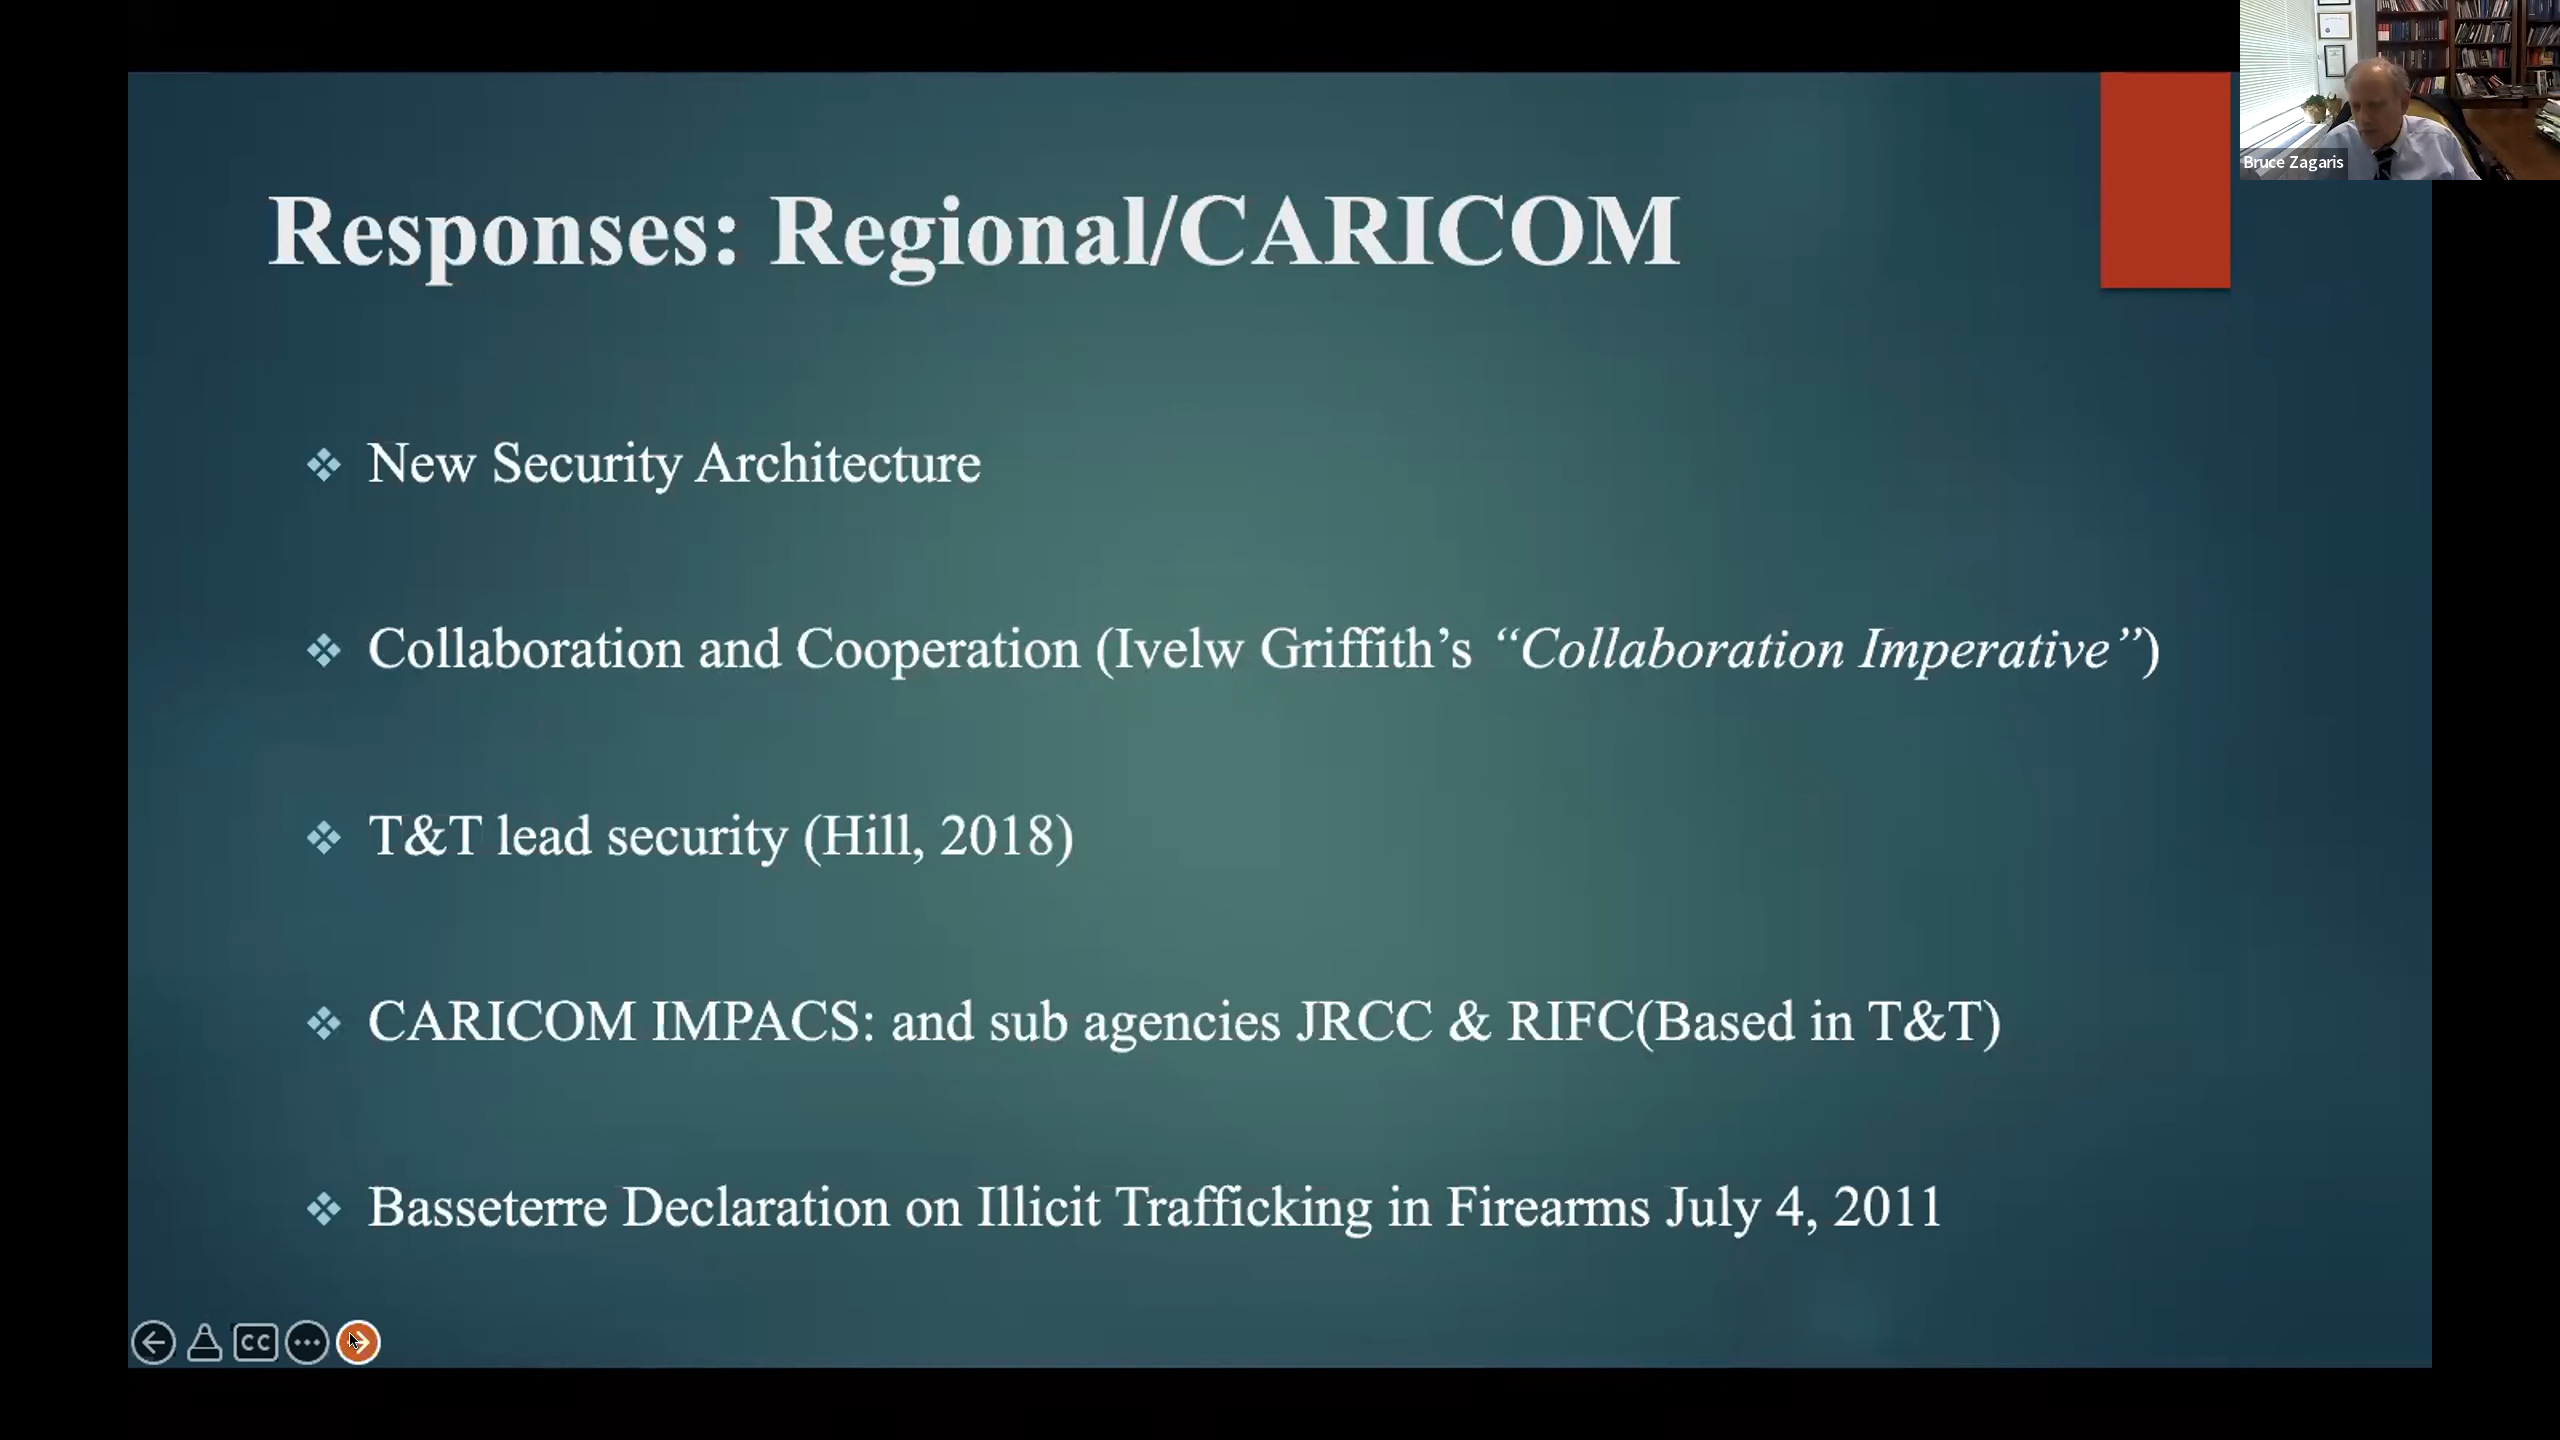 Responses: Regional/CARICOM
Bruce Zagaris
New Security Architecture
Collaboration and Cooperation (Ivelw Griffith’s “Collaboration Imperative”)
T&T lead security (Hill, 2018)
CARICOM IMPACS: and sub agencies JRCC & RIFC(Based in T&T)
Basseterre Declaration on Illicit Trafficking in Firearms July 4, 2011
CC